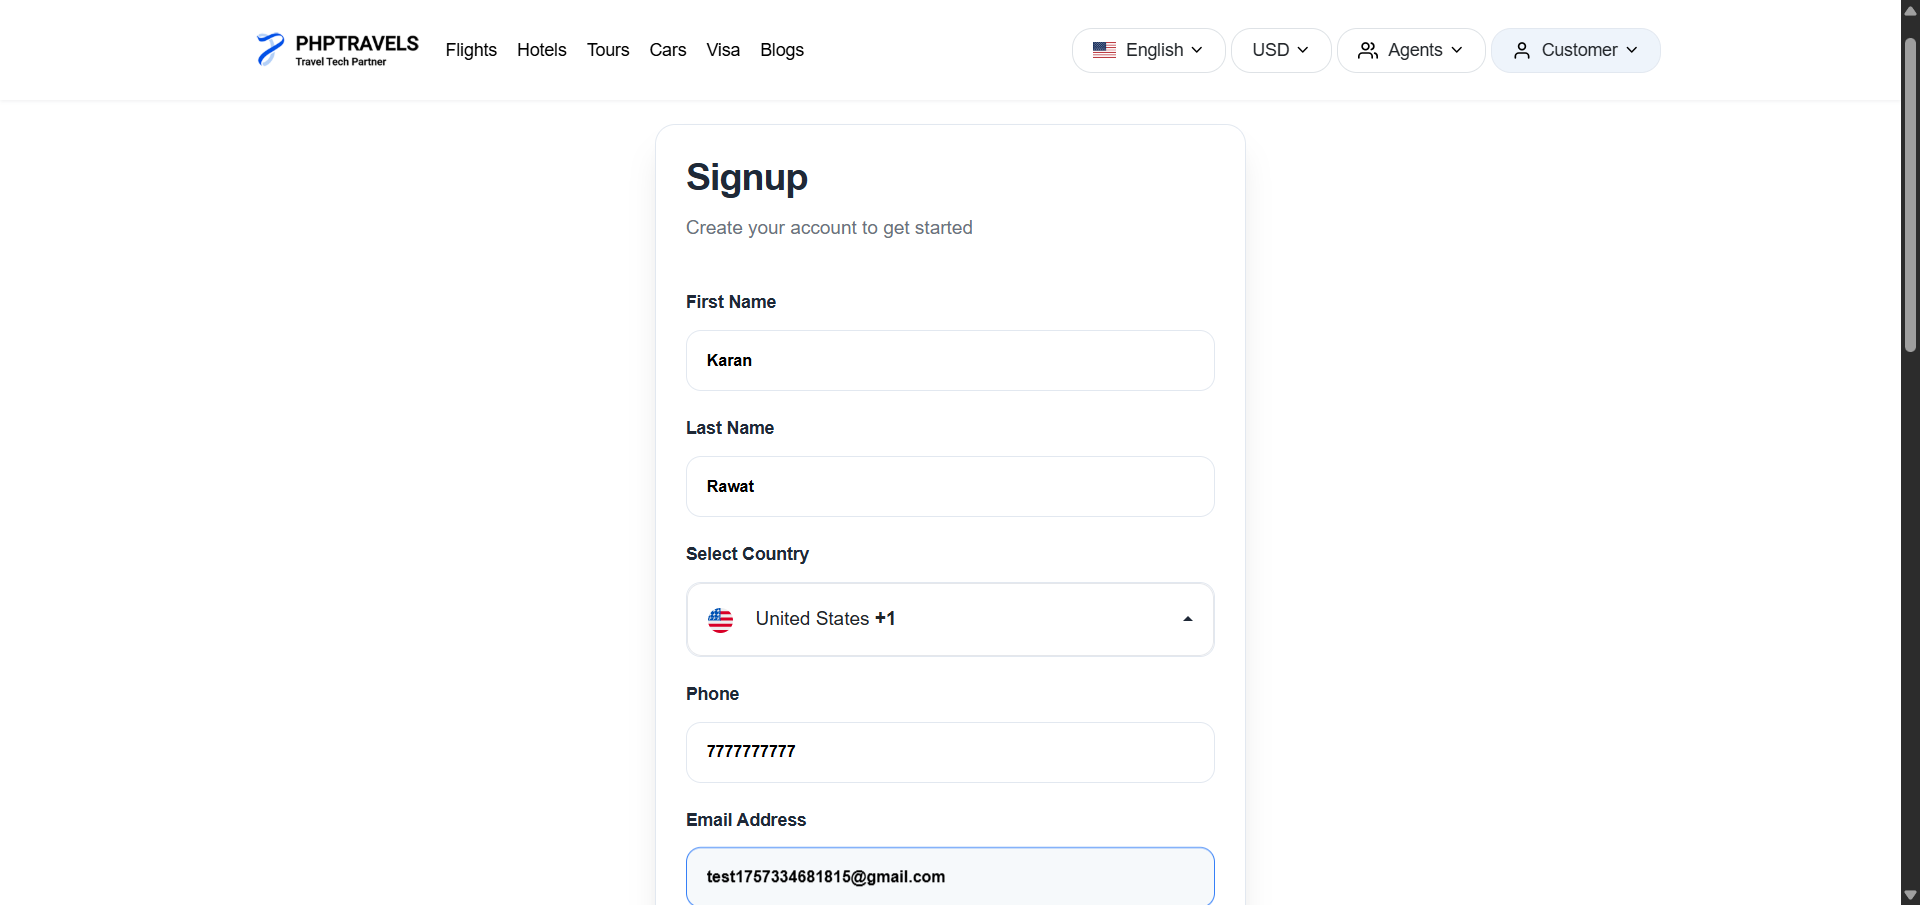 PHPTRAVELS
Travel Tech Partner
Flights Hotels Tours Cars Visa Blogs
English USD Agents Customer
Signup
Create your account to get started
First Name
Karan
Last Name
Rawat
Select Country
United States +1
Phone
7777777777
Email Address
test1757334681815@gmail.com